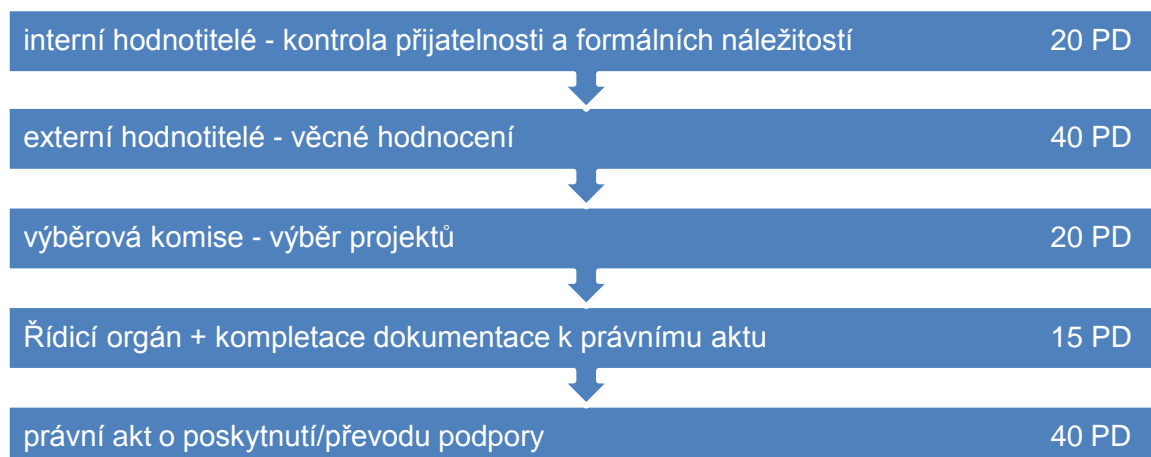 interní hodnotitelé - kontrola přijatelnosti a formálních náležitostí 20 PD
externí hodnotitelé - věcné hodnocení 40 PD
výběrová komise - výběr projektů 20 PD
Řídicí orgán + kompletace dokumentace k právnímu aktu 15 PD
právní akt o poskytnutí/převodu podpory 40 PD